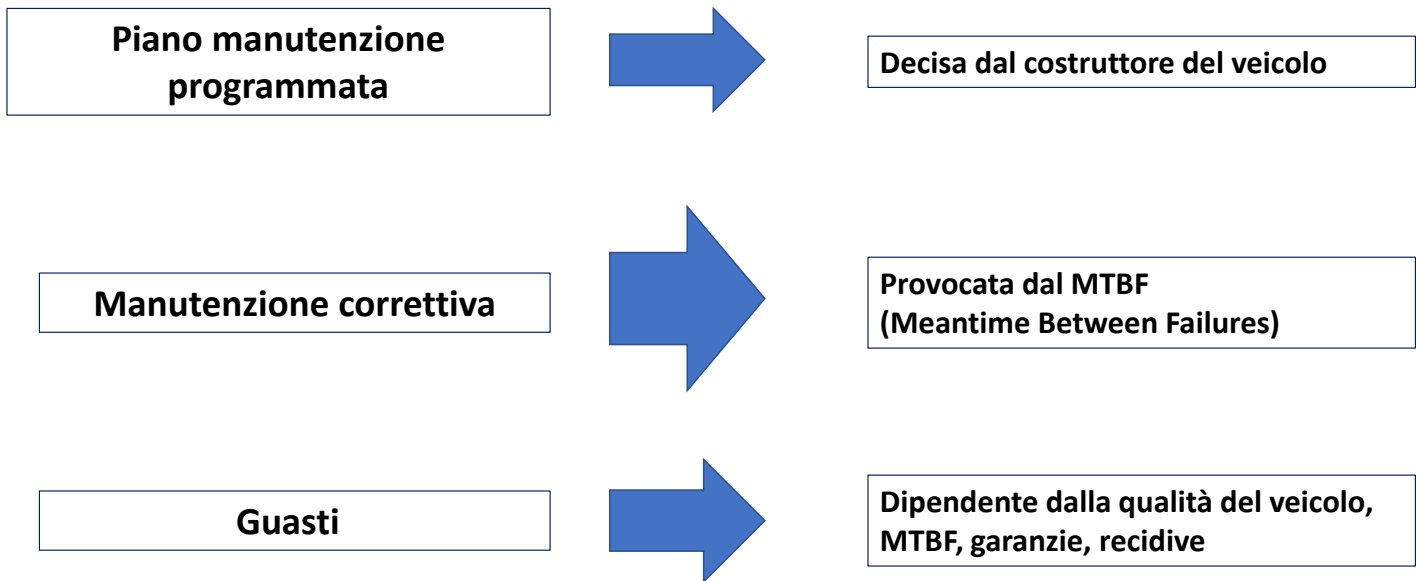 Piano manutenzione
programmata
Decisa dal costruttore del veicolo
Manutenzione correttiva
Provocata dal MTBF
(Meantime Between Failures)
Guasti
Dipendente dalla qualità del veicolo,
MTBF, garanzie, recidive